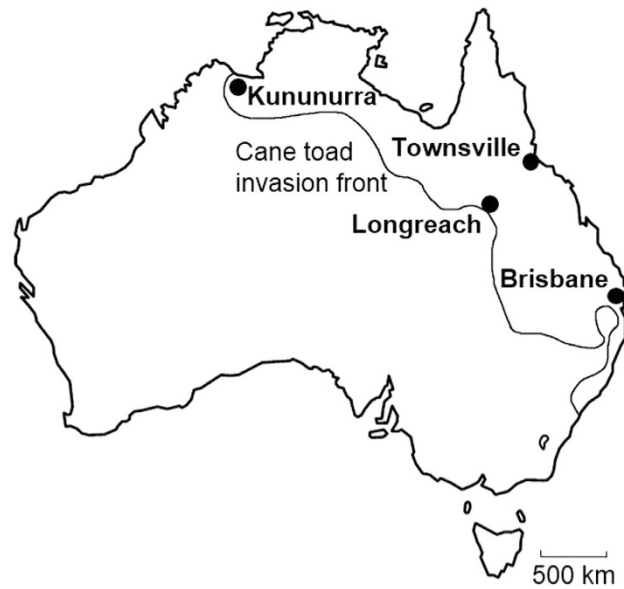 Kununurra
Cane toad
invasion front
Townsville
Longreach
Brisbane
500 km